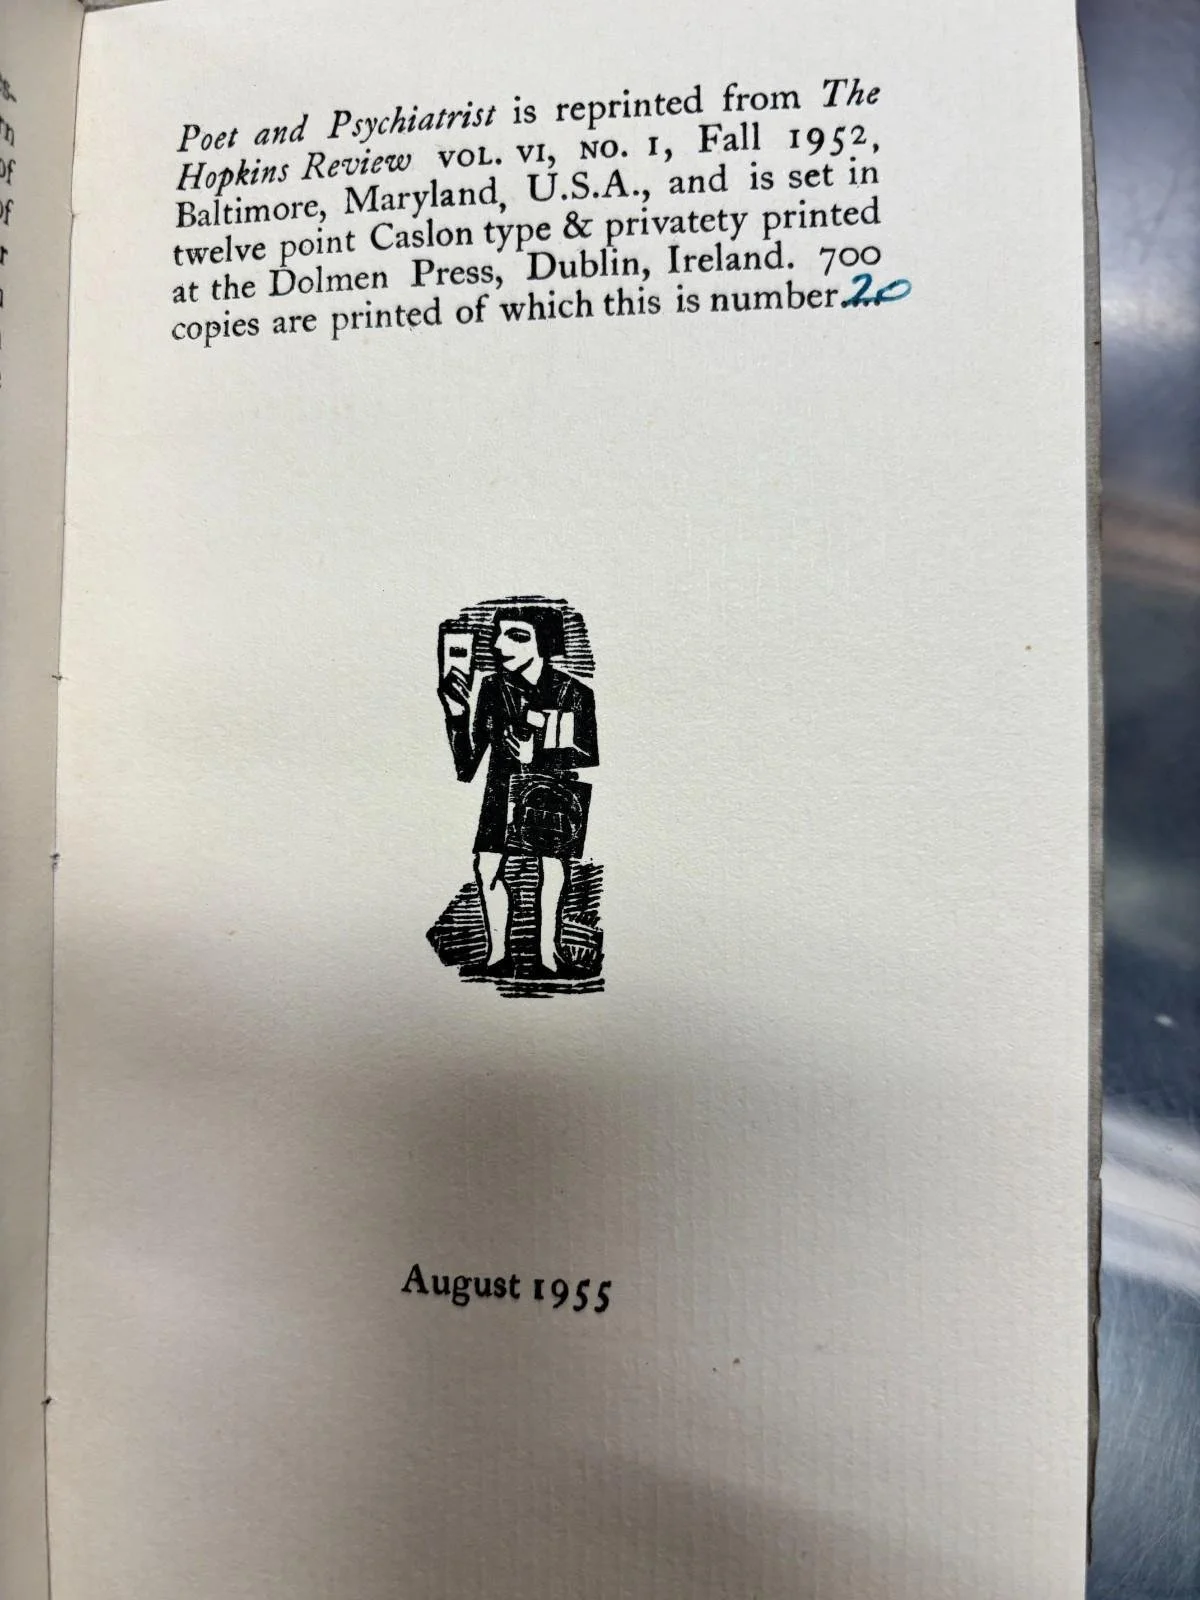 Poet and Psychiatrist is reprinted from The
Hopkins Review VOL. VI, NO. I, Fall 1952,
Baltimore, Maryland, U.S.A., and is set in
twelve point Caslon type & privatety printed
at the Dolmen Press, Dublin, Ireland. 700
copies are printed of which this is number....20
August 1955